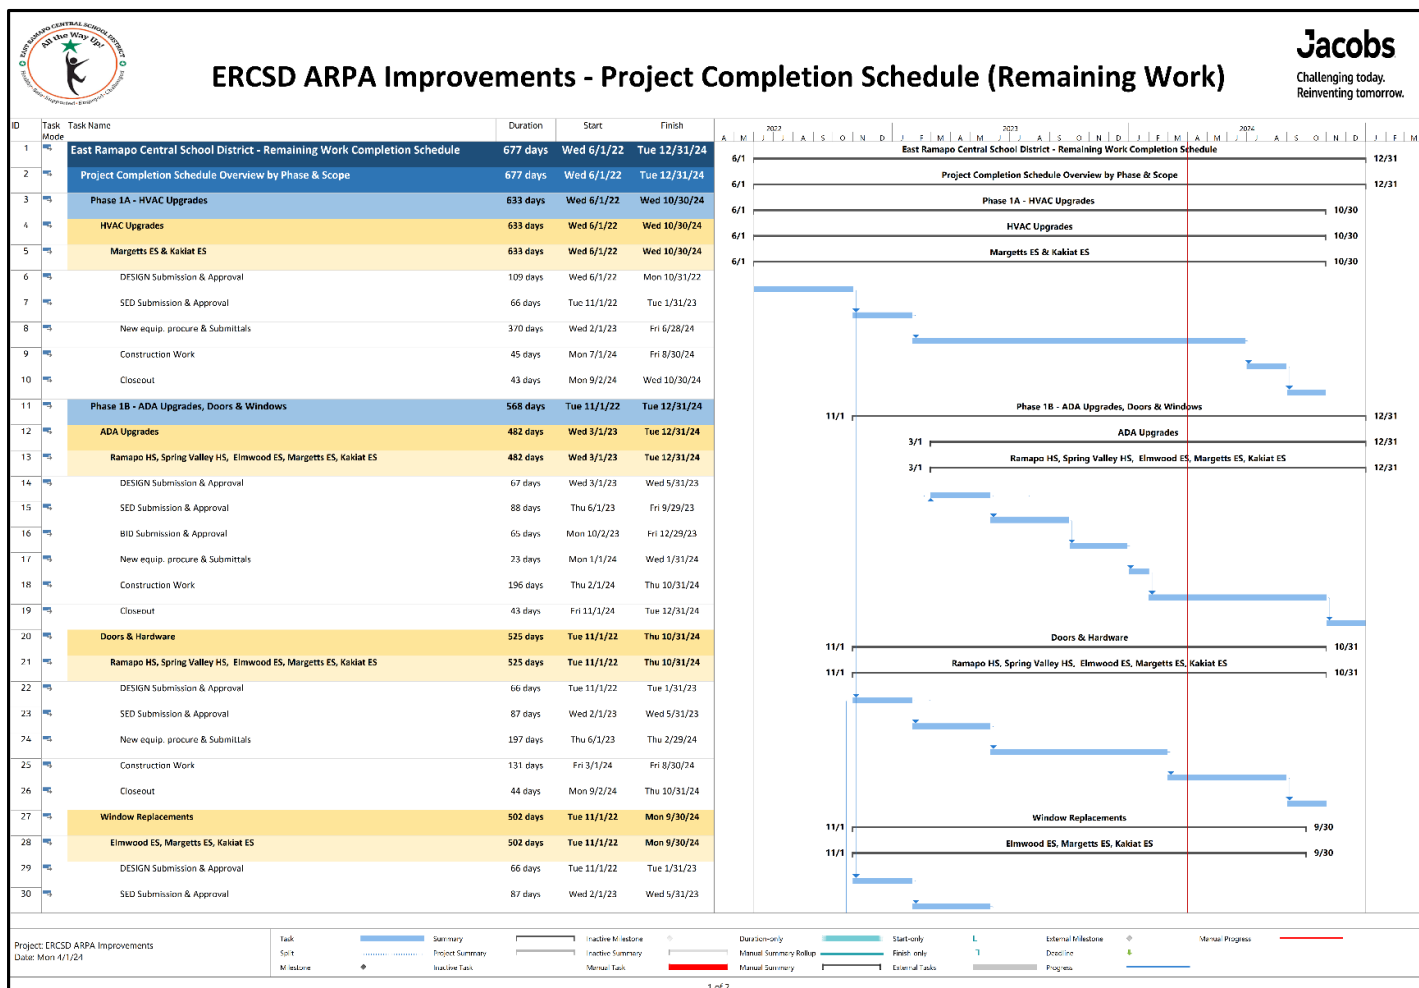 EAST RAMAPO CENTRAL SCHOOL DISTRICT
All the Way Up!
Jacobs
Challenging today.
Reinventing tomorrow.
ERCSD ARPA Improvements - Project Completion Schedule (Remaining Work)
ID Task Mode Task Name Duration Start Finish
2022 2023 2024
A M J J A S O N D J F M A M J J A S O N D J F M A M J J A S O N D J F M
1 East Ramapo Central School District - Remaining Work Completion Schedule 677 days Wed 6/1/22 Tue 12/31/24 6/1 East Ramapo Central School District - Remaining Work Completion Schedule 12/31
2 Project Completion Schedule Overview by Phase & Scope 677 days Wed 6/1/22 Tue 12/31/24 6/1 Project Completion Schedule Overview by Phase & Scope 12/31
3 Phase 1A - HVAC Upgrades 633 days Wed 6/1/22 Wed 10/30/24 6/1 Phase 1A - HVAC Upgrades 10/30
4 HVAC Upgrades 633 days Wed 6/1/22 Wed 10/30/24 6/1 HVAC Upgrades 10/30
5 Margetts ES & Kakiat ES 633 days Wed 6/1/22 Wed 10/30/24 6/1 Margetts ES & Kakiat ES 10/30
6 DESIGN Submission & Approval 109 days Wed 6/1/22 Mon 10/31/22
7 SED Submission & Approval 66 days Tue 11/1/22 Tue 1/31/23
8 New equip. procure & Submittals 370 days Wed 2/1/23 Fri 6/28/24
9 Construction Work 45 days Mon 7/1/24 Fri 8/30/24
10 Closeout 43 days Mon 9/2/24 Wed 10/30/24
11 Phase 1B - ADA Upgrades, Doors & Windows 568 days Tue 11/1/22 Tue 12/31/24 11/1 Phase 1B - ADA Upgrades, Doors & Windows 12/31
12 ADA Upgrades 482 days Wed 3/1/23 Tue 12/31/24 3/1 ADA Upgrades 12/31
13 Ramapo HS, Spring Valley HS, Elmwood ES, Margetts ES, Kakiat ES 482 days Wed 3/1/23 Tue 12/31/24 3/1 Ramapo HS, Spring Valley HS, Elmwood ES, Margetts ES, Kakiat ES 12/31
14 DESIGN Submission & Approval 67 days Wed 3/1/23 Wed 5/31/23
15 SED Submission & Approval 88 days Thu 6/1/23 Fri 9/29/23
16 BID Submission & Approval 65 days Mon 10/2/23 Fri 12/29/23
17 New equip. procure & Submittals 23 days Mon 1/1/24 Wed 1/31/24
18 Construction Work 196 days Thu 2/1/24 Thu 10/31/24
19 Closeout 43 days Fri 11/1/24 Tue 12/31/24
20 Doors & Hardware 525 days Tue 11/1/22 Thu 10/31/24 11/1 Doors & Hardware 10/31
21 Ramapo HS, Spring Valley HS, Elmwood ES, Margetts ES, Kakiat ES 525 days Tue 11/1/22 Thu 10/31/24 11/1 Ramapo HS, Spring Valley HS, Elmwood ES, Margetts ES, Kakiat ES 10/31
22 DESIGN Submission & Approval 66 days Tue 11/1/22 Tue 1/31/23
23 SED Submission & Approval 87 days Wed 2/1/23 Wed 5/31/23
24 New equip. procure & Submittals 197 days Thu 6/1/23 Thu 2/29/24
25 Construction Work 131 days Fri 3/1/24 Fri 8/30/24
26 Closeout 44 days Mon 9/2/24 Thu 10/31/24
27 Window Replacements 502 days Tue 11/1/22 Mon 9/30/24 11/1 Window Replacements 9/30
28 Elmwood ES, Margetts ES, Kakiat ES 502 days Tue 11/1/22 Mon 9/30/24 11/1 Elmwood ES, Margetts ES, Kakiat ES 9/30
29 DESIGN Submission & Approval 66 days Tue 11/1/22 Tue 1/31/23
30 SED Submission & Approval 87 days Wed 2/1/23 Wed 5/31/23
Project: ERCSD ARPA Improvements
Date: Mon 4/1/24
Task Summary Inactive Milestone Duration-only Start-only External Milestone Manual Progress
Split Project Summary Inactive Summary Manual Summary Rollup Finish-only Deadline
Milestone Inactive Task Manual Task Manual Summary External Tasks Progress